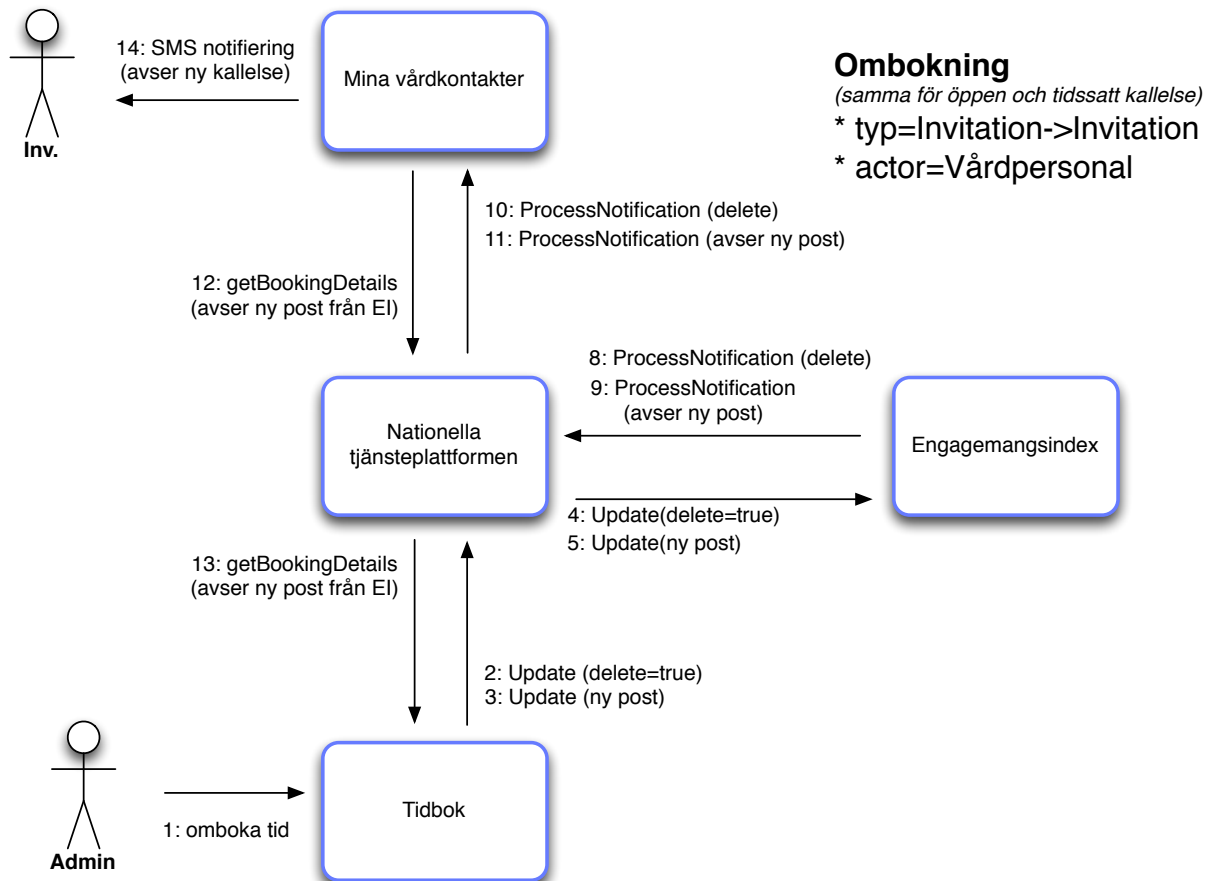 14: SMS notifiering
(avser ny kallelse)
Inv.
Mina vårdkontakter
Ombokning
(samma för öppen och tidssatt kallelse)
* typ=Invitation->Invitation
* actor=Vårdpersonal
10: ProcessNotification (delete)
11: ProcessNotification (avser ny post)
12: getBookingDetails
(avser ny post från EI)
8: ProcessNotification (delete)
9: ProcessNotification
(avser ny post)
Nationella
tjänsteplattformen
Engagemangsindex
4: Update(delete=true)
5: Update(ny post)
13: getBookingDetails
(avser ny post från EI)
2: Update (delete=true)
3: Update (ny post)
Tidbok
1: omboka tid
Admin